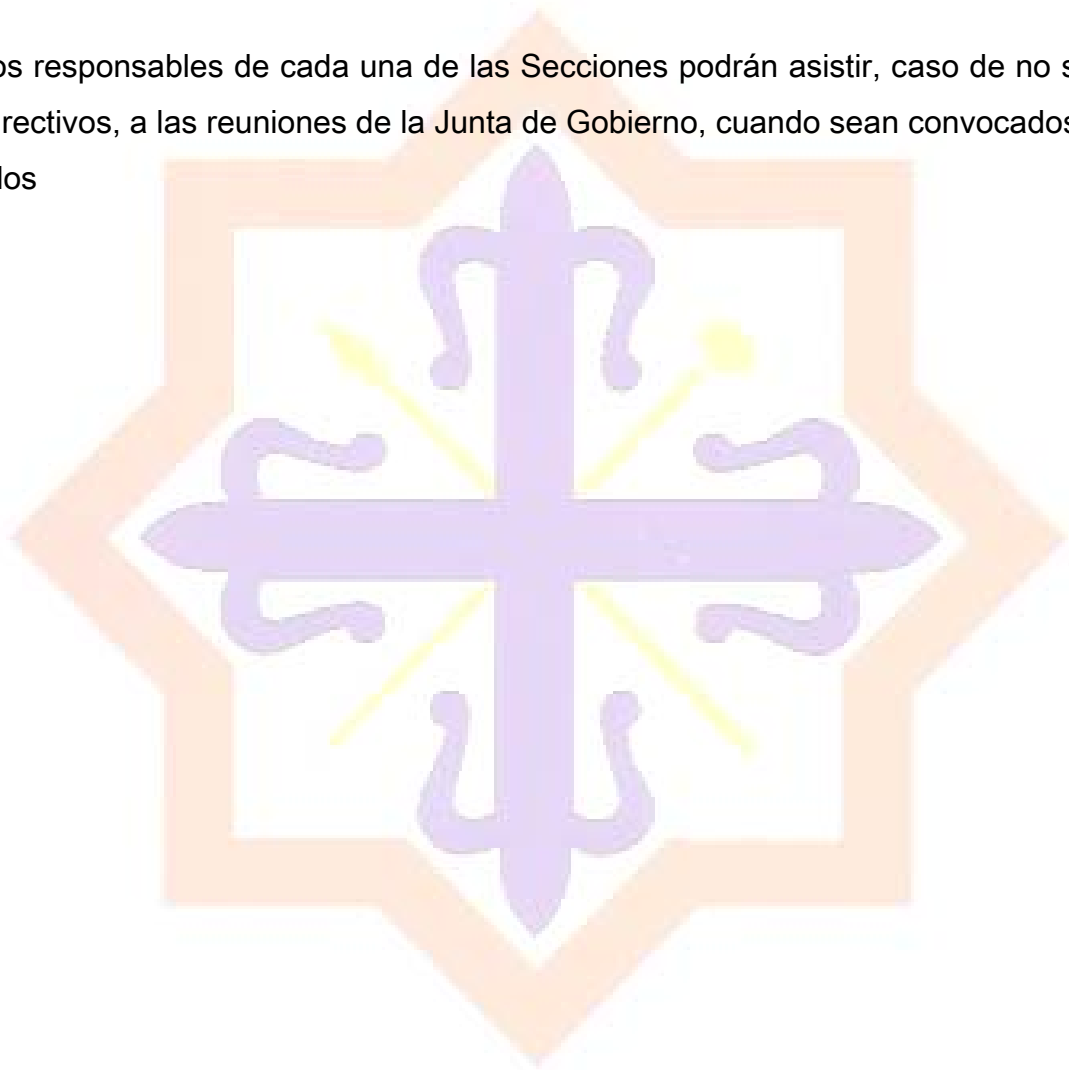 os responsables de cada una de las Secciones podrán asistir, caso de no s
rectivos, a las reuniones de la Junta de Gobierno, cuando sean convocados
los